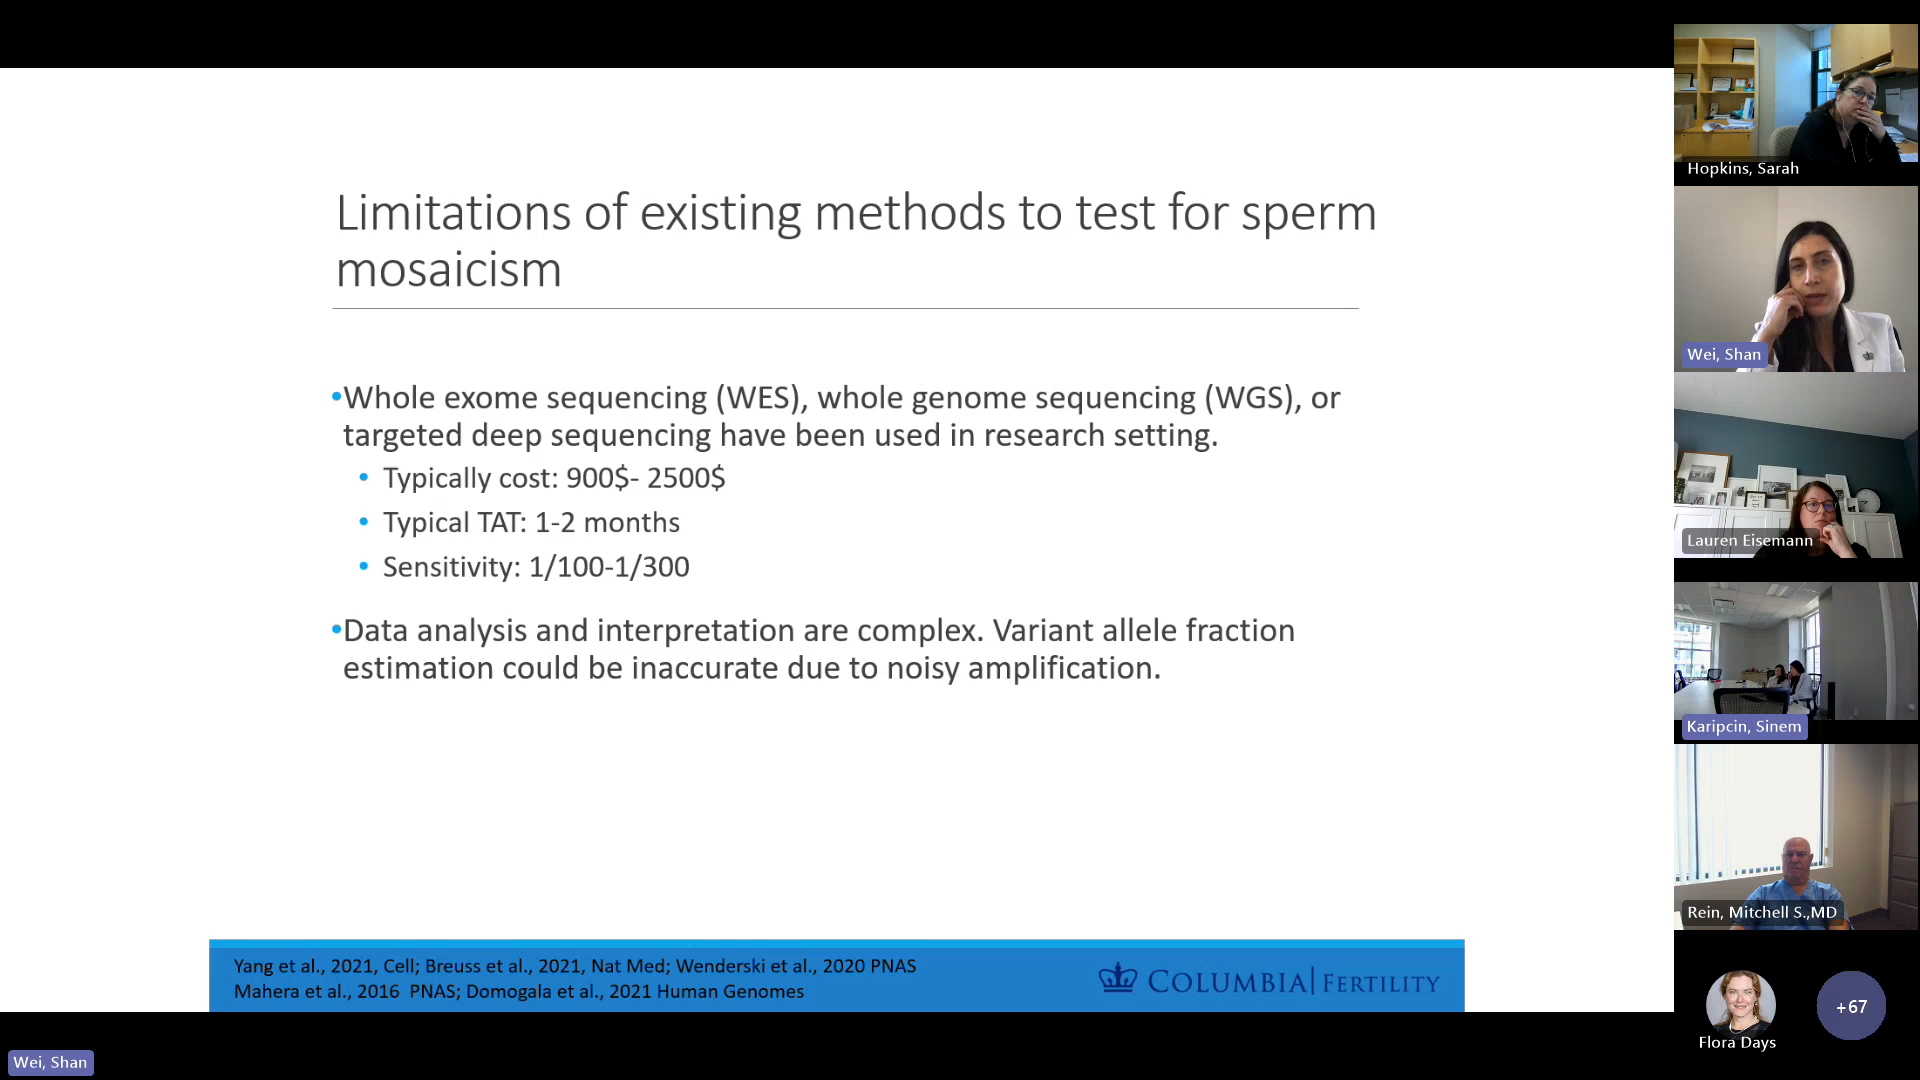 Limitations of existing methods to test for sperm
mosaicism
•Whole exome sequencing (WES), whole genome sequencing (WGS), or
targeted deep sequencing have been used in research setting.
• Typically cost: 900$- 2500$
• Typical TAT: 1-2 months
• Sensitivity: 1/100-1/300
•Data analysis and interpretation are complex. Variant allele fraction
estimation could be inaccurate due to noisy amplification.
Yang et al., 2021, Cell; Breuss et al., 2021, Nat Med; Wenderski et al., 2020 PNAS
Mahera et al., 2016 PNAS; Domogala et al., 2021 Human Genomes
COLUMBIA|FERTILITY
Hopkins, Sarah
Wei, Shan
Lauren Eisemann
Karipcin, Sinem
Rein, Mitchell S.,MD
Flora Days
+67
Wei, Shan